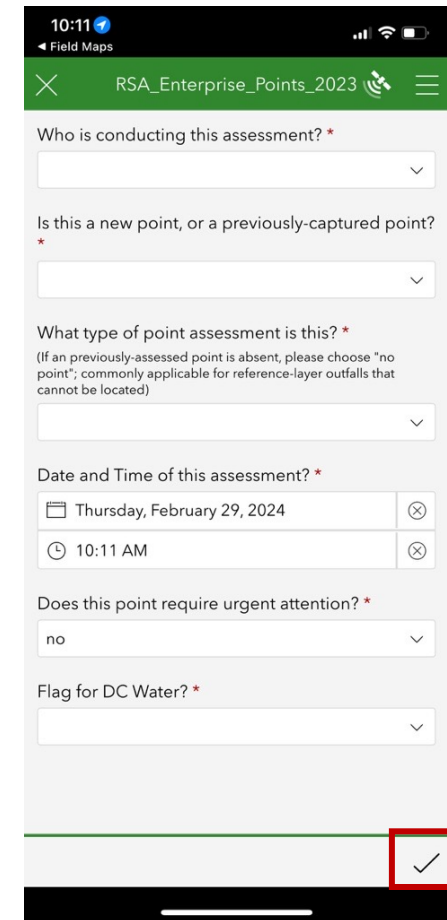 10:11
◀ Field Maps
RSA_Enterprise_Points_2023
Who is conducting this assessment? *
Is this a new point, or a previously-captured point?
*
What type of point assessment is this? *
(If an previously-assessed point is absent, please choose "no
point"; commonly applicable for reference-layer outfalls that
cannot be located)
Date and Time of this assessment? *
Thursday, February 29, 2024
10:11 AM
Does this point require urgent attention? *
no
Flag for DC Water? *